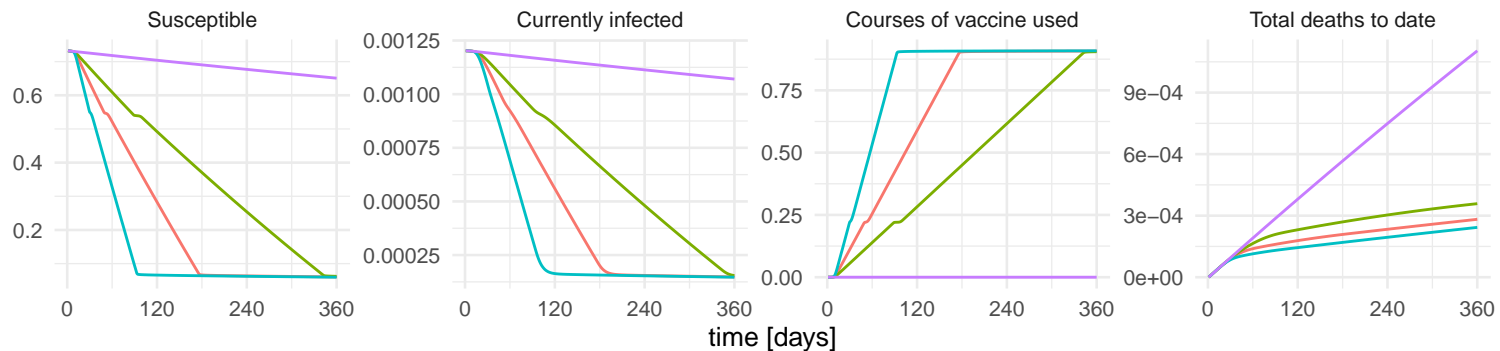 Susceptible
Currently infected
Courses of vaccine used
Total deaths to date
0.6
0.4
0.2
0 120 240 360
0.00125
0.00100
0.00075
0.00050
0.00025
0 120 240 360
0.75
0.50
0.25
0.00
0 120 240 360
9e−04
6e−04
3e−04
0e+00
0 120 240 360
time [days]